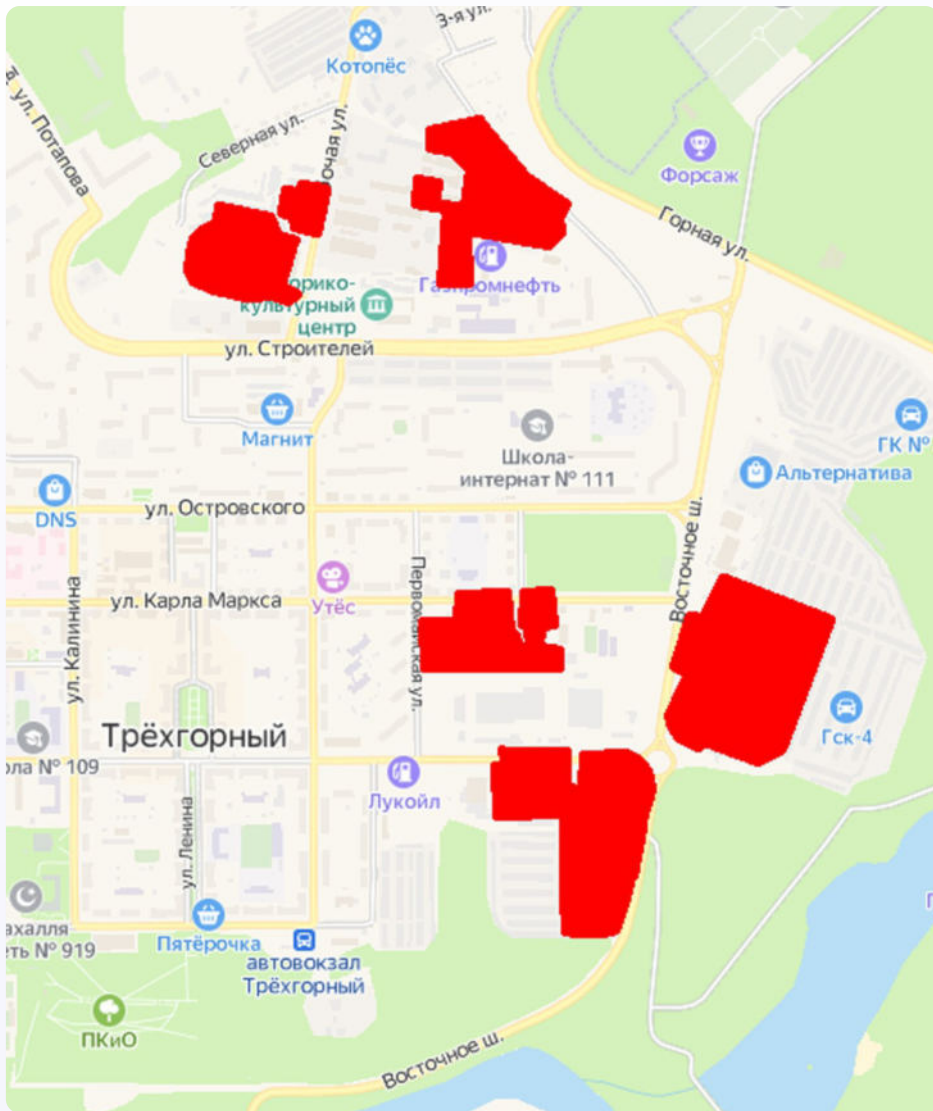 3-я ул.
Котопёс
ул. Потапова
Северная ул.
очая ул.
Форсаж
Горная ул.
орико-
культурный
центр
Газпромнефть
ул. Строителей
Магнит
Школа-
интернат № 111
ГК №
Альтернатива
DNS
ул. Островского
Восточное ш.
Первомайская ул.
ул. Карла Маркса
Утёс
ул. Калинина
Трёхгорный
Гск-4
ола № 109
Лукойл
ул. Ленина
ахалля
еть № 919
Пятёрочка
автовокзал
Трёхгорный
ПКиО
Восточное ш.